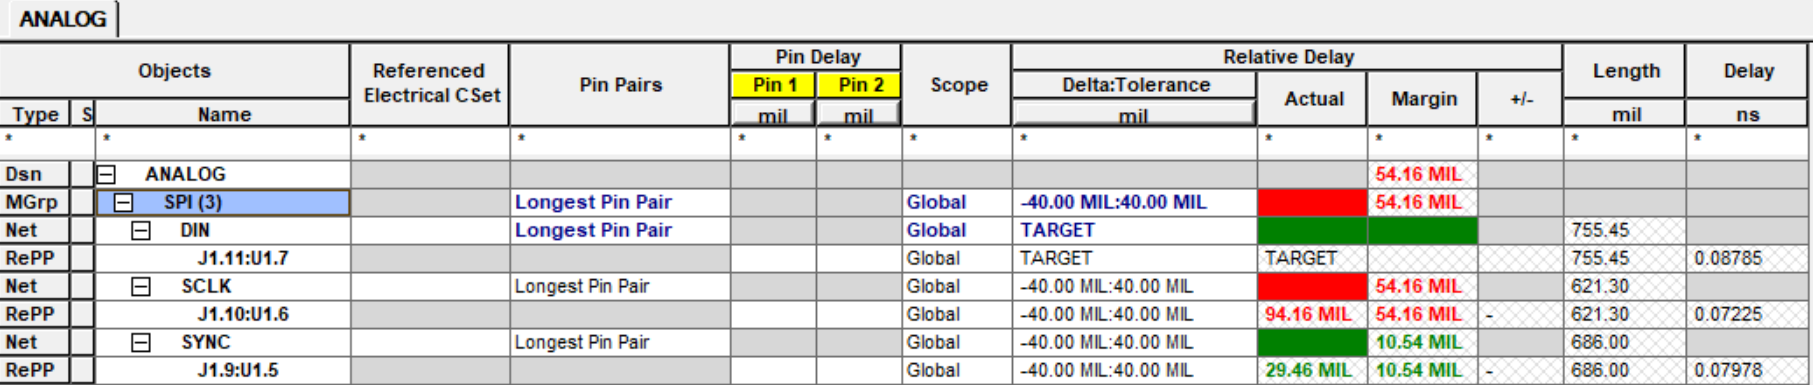 ANALOG
Objects Referenced Electrical CSet Pin Pairs Pin Delay Scope Relative Delay Length Delay
Pin 1 Pin 2 Delta:Tolerance Actual Margin +/-
Type S Name mil mil mil mil ns
* * * * * * * * * * * * *
Dsn ANALOG 54.16 MIL
MGrp SPI (3) Longest Pin Pair Global -40.00 MIL:40.00 MIL 54.16 MIL
Net DIN Longest Pin Pair Global TARGET 755.45
RePP J1.11:U1.7 Global TARGET TARGET 755.45 0.08785
Net SCLK Longest Pin Pair Global -40.00 MIL:40.00 MIL 54.16 MIL 621.30
RePP J1.10:U1.6 Global -40.00 MIL:40.00 MIL 94.16 MIL 54.16 MIL - 621.30 0.07225
Net SYNC Longest Pin Pair Global -40.00 MIL:40.00 MIL 10.54 MIL 686.00
RePP J1.9:U1.5 Global -40.00 MIL:40.00 MIL 29.46 MIL 10.54 MIL - 686.00 0.07978